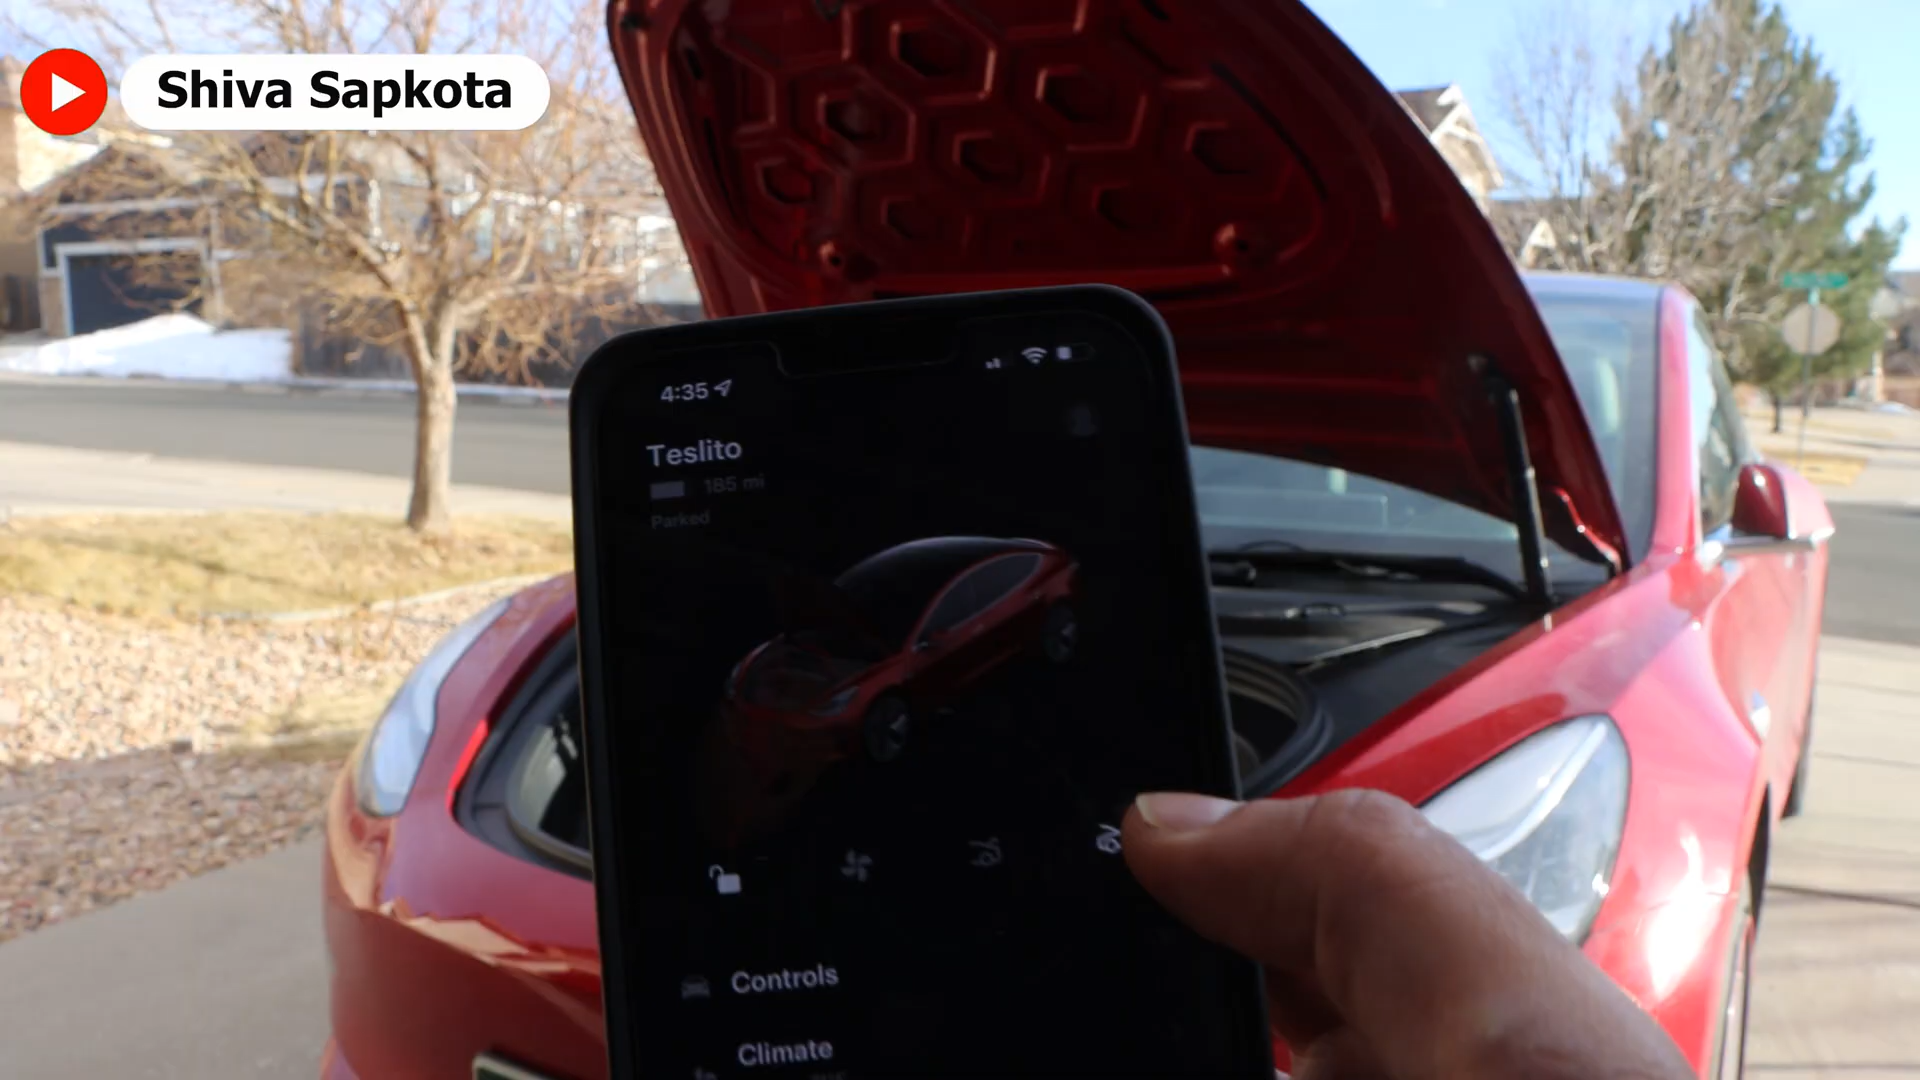 Shiva Sapkota
4:35
Teslito
185 mi
Parked
Controls
Climate